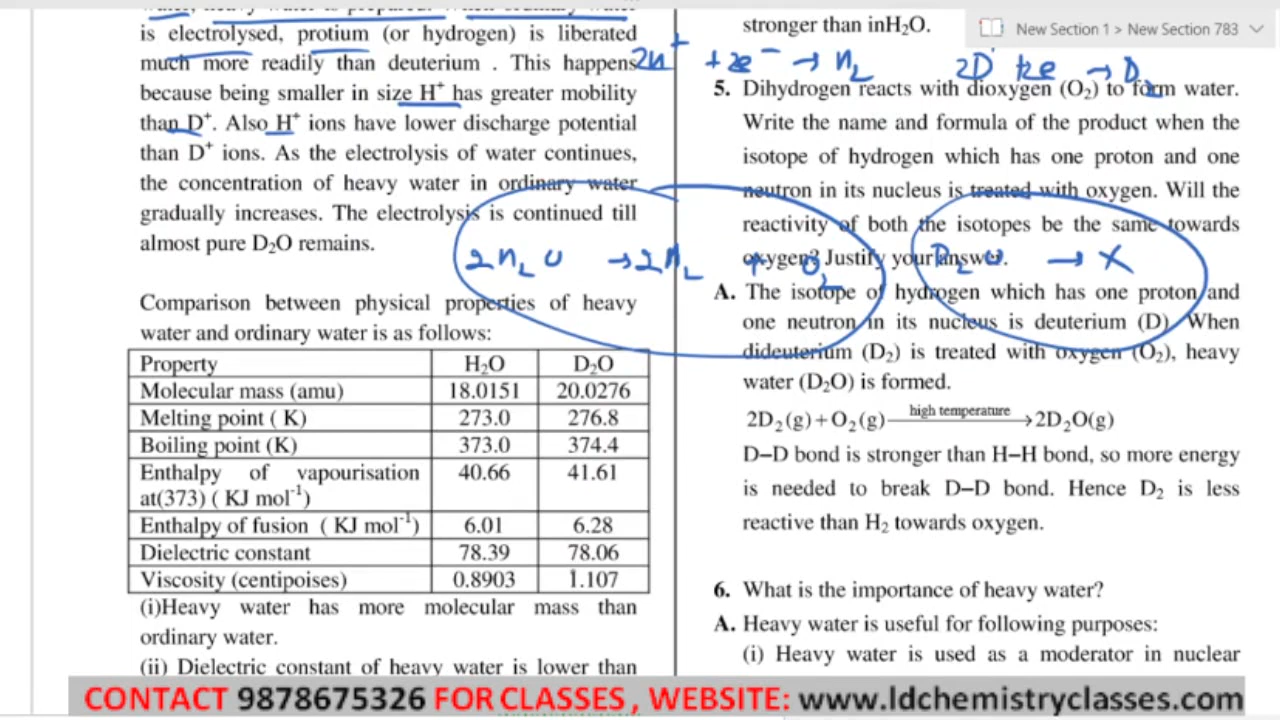 water, heavy water is prepared. When ordinary water
is electrolysed, protium (or hydrogen) is liberated
much more readily than deuterium . This happens
because being smaller in size H⁺ has greater mobility
than D⁺. Also H⁺ ions have lower discharge potential
than D⁺ ions. As the electrolysis of water continues,
the concentration of heavy water in ordinary water
gradually increases. The electrolysis is continued till
almost pure D₂O remains.
2H₂O → 2H₂ + O₂
Comparison between physical properties of heavy
water and ordinary water is as follows:
Property H₂O D₂O
Molecular mass (amu) 18.0151 20.0276
Melting point ( K) 273.0 276.8
Boiling point (K) 373.0 374.4
Enthalpy of vapourisation 40.66 41.61
at(373) ( KJ mol⁻¹)
Enthalpy of fusion ( KJ mol⁻¹) 6.01 6.28
Dielectric constant 78.39 78.06
Viscosity (centipoises) 0.8903 1.107
(i)Heavy water has more molecular mass than
ordinary water.
(ii) Dielectric constant of heavy water is lower than
New Section 1 > New Section 783
stronger than inH₂O.
2H⁺ + 2e⁻ → H₂ 2D⁺ + 2e → D₂
5. Dihydrogen reacts with dioxygen (O₂) to form water.
Write the name and formula of the product when the
isotope of hydrogen which has one proton and one
neutron in its nucleus is treated with oxygen. Will the
reactivity of both the isotopes be the same towards
oxygen? Justify your answer.
D₂O → X
A. The isotope of hydrogen which has one proton and
one neutron in its nucleus is deuterium (D). When
dideuterium (D₂) is treated with oxygen (O₂), heavy
water (D₂O) is formed.
2D₂(g)+O₂(g) high temperature → 2D₂O(g)
D–D bond is stronger than H–H bond, so more energy
is needed to break D–D bond. Hence D₂ is less
reactive than H₂ towards oxygen.
6. What is the importance of heavy water?
A. Heavy water is useful for following purposes:
(i) Heavy water is used as a moderator in nuclear
CONTACT 9878675326 FOR CLASSES , WEBSITE: www.ldchemistryclasses.com